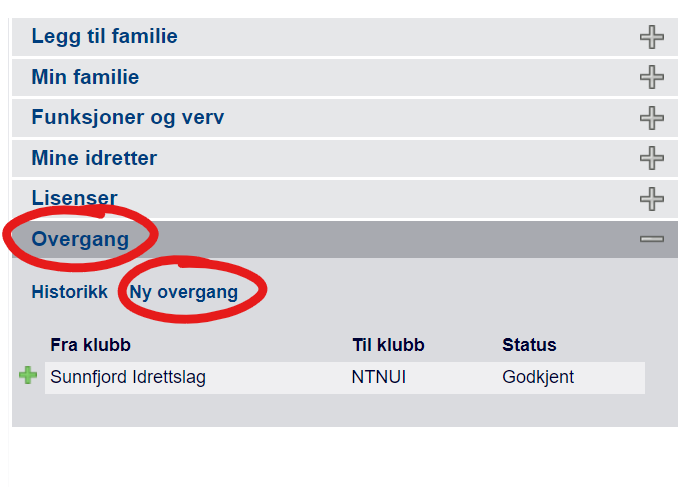 Legg til familie
Min familie
Funksjoner og verv
Mine idretter
Lisenser
Overgang
Historikk Ny overgang
Fra klubb Til klubb Status
Sunnfjord Idrettslag NTNUI Godkjent